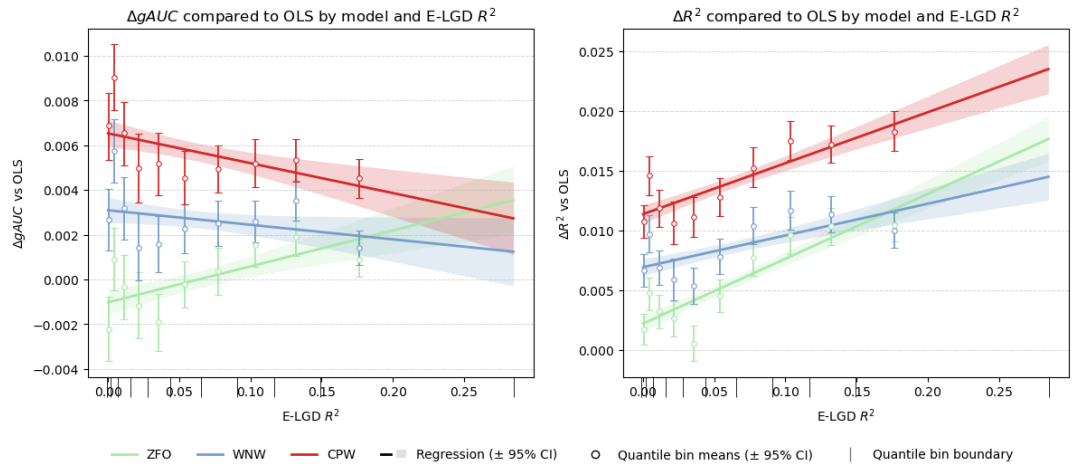 ΔgAUC compared to OLS by model and E-LGD R²
ΔgAUC vs OLS
0.010
0.008
0.006
0.004
0.002
0.000
−0.002
−0.004
0.00 0.05 0.10 0.15 0.20 0.25
E-LGD R²
ΔR² compared to OLS by model and E-LGD R²
ΔR² vs OLS
0.025
0.020
0.015
0.010
0.005
0.000
0.00 0.05 0.10 0.15 0.20 0.25
E-LGD R²
ZFO WNW CPW Regression (± 95% CI) Quantile bin means (± 95% CI) Quantile bin boundary